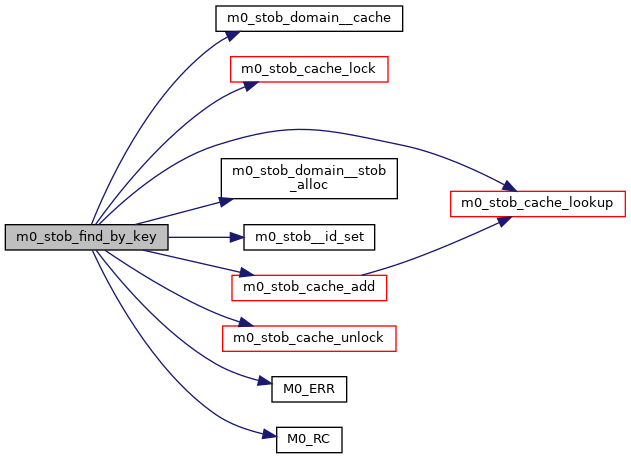 m0_stob_domain__cache
m0_stob_cache_lock
m0_stob_domain__stob
_alloc
m0_stob_cache_lookup
m0_stob_find_by_key
m0_stob__id_set
m0_stob_cache_add
m0_stob_cache_unlock
M0_ERR
M0_RC